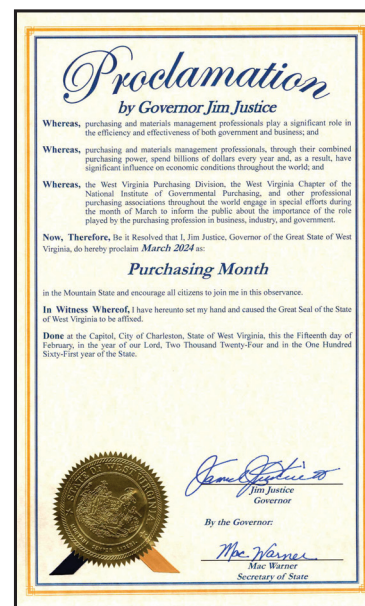 Proclamation
by Governor Jim Justice
Whereas, purchasing and materials management professionals play a significant role in
the efficiency and effectiveness of both government and business; and
Whereas, purchasing and materials management professionals, through their combined
purchasing power, spend billions of dollars every year and, as a result, have
significant influence on economic conditions throughout the world; and
Whereas, the West Virginia Purchasing Division, the West Virginia Chapter of the
National Institute of Governmental Purchasing, and other professional
purchasing associations throughout the world engage in special efforts during
the month of March to inform the public about the importance of the role
played by the purchasing profession in business, industry, and government.
Now, Therefore, Be it Resolved that I, Jim Justice, Governor of the Great State of West
Virginia, do hereby proclaim March 2024 as:
Purchasing Month
in the Mountain State and encourage all citizens to join me in this observance.
In Witness Whereof, I have hereunto set my hand and caused the Great Seal of the State
of West Virginia to be affixed.
Done at the Capitol, City of Charleston, State of West Virginia, this the Fifteenth day of
February, in the year of our Lord, Two Thousand Twenty-Four and in the One Hundred
Sixty-First year of the State.
STATE OF WEST VIRGINIA
Jim Justice
Governor
By the Governor:
Mac Warner
Mac Warner
Secretary of State